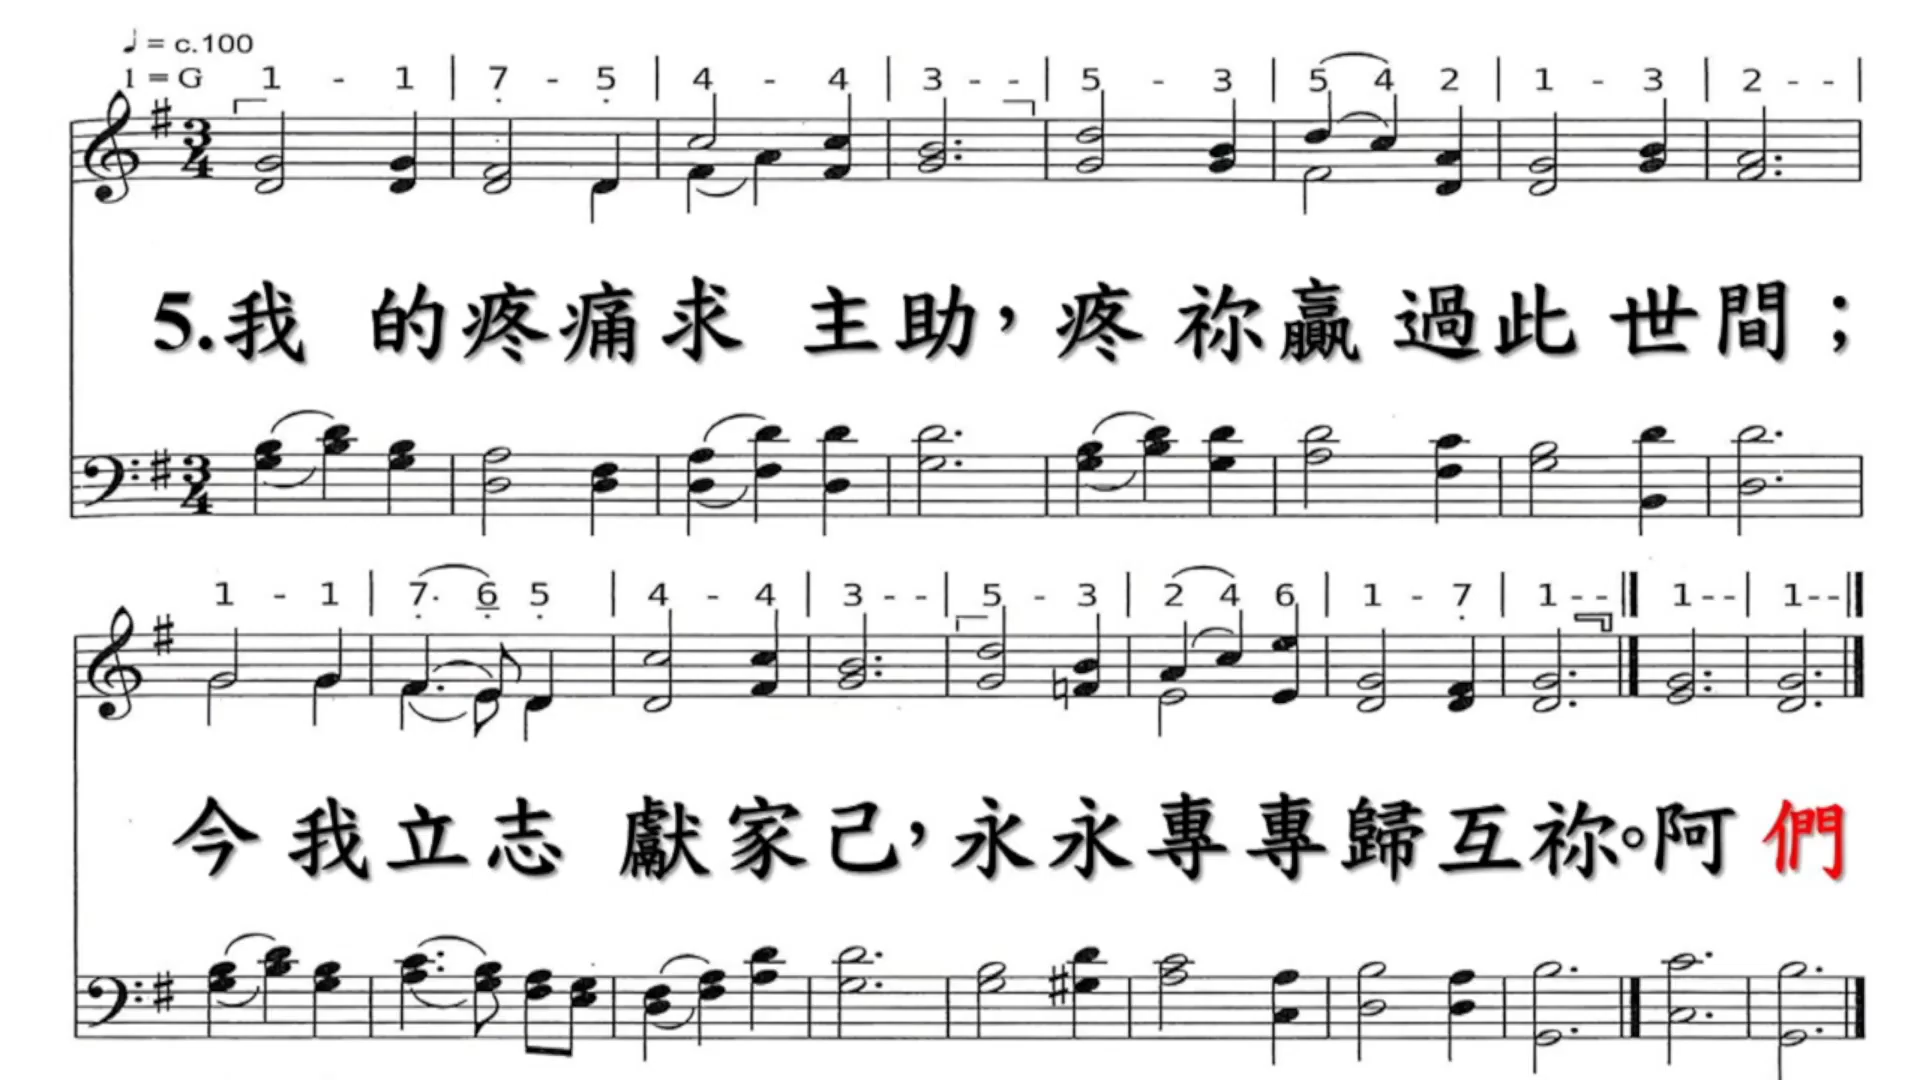 ♩ = c.100
1 = G 1 - 1 | 7̣ - 5̣ | 4 - 4 | 3 - - | 5 - 3 | 5 4 2 | 1 - 3 | 2 - - |
5.我的疼痛求主助，疼祢贏過此世間；
1 - 1 | 7̣· 6̣ 5̣ | 4 - 4 | 3 - - | 5 - 3 | 2 4 6 | 1 - 7̣ | 1 - - || 1 - - | 1 - - ||
今我立志獻家己，永永專專歸互祢。阿們